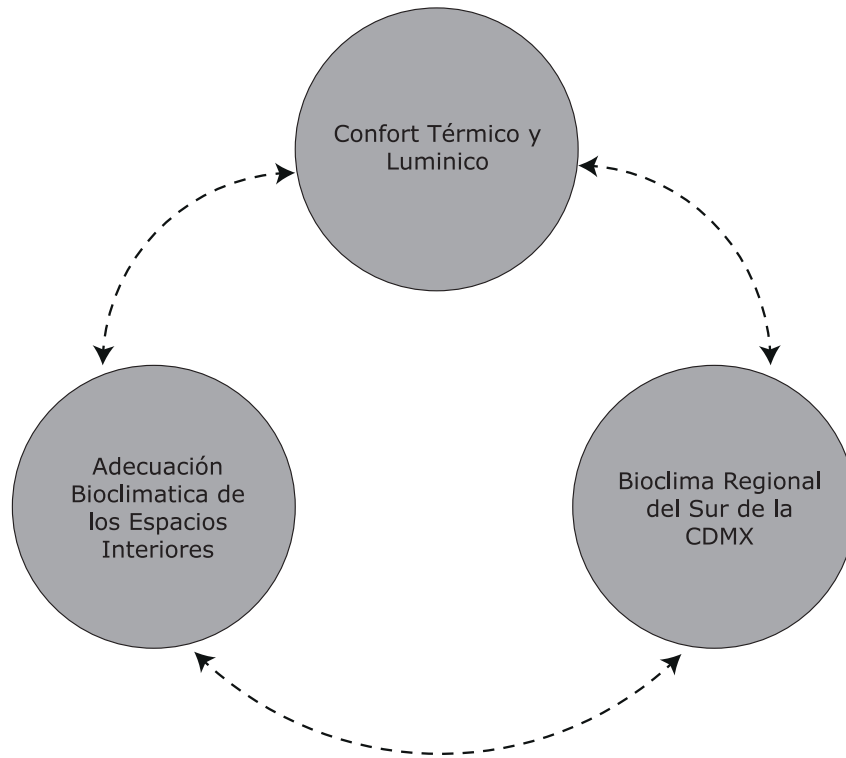 Confort Térmico y
Luminico
Adecuación
Bioclimatica de
los Espacios
Interiores
Bioclima Regional
del Sur de la
CDMX